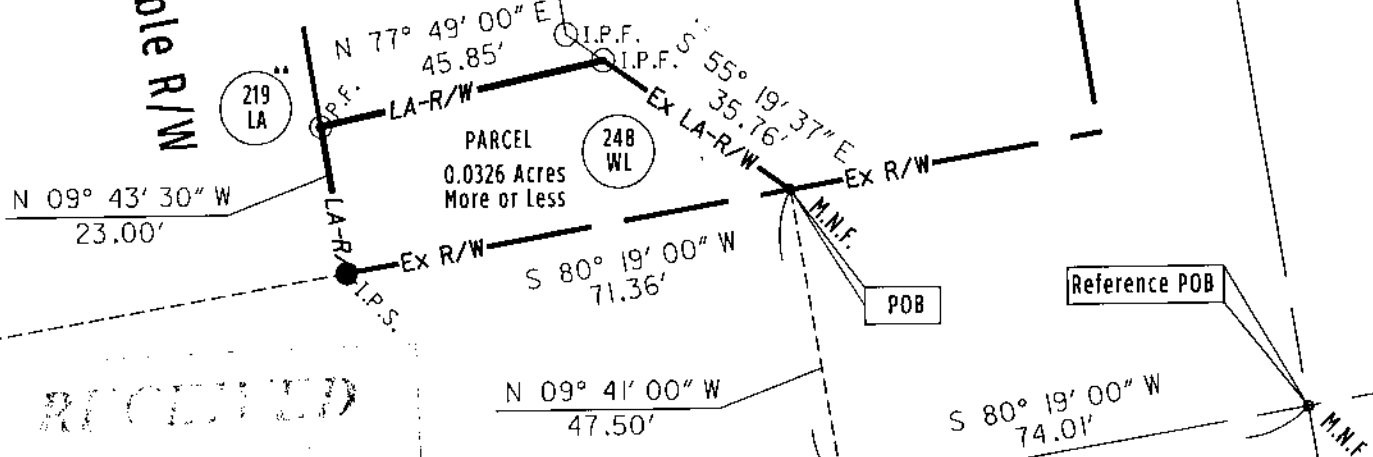 ble R/W
N 77° 49' 00" E
45.85'
I.P.F.
I.P.F.
S 55° 19' 37" E
35.76'
219
LA
P.F.
LA-R/W
Ex LA-R/W
PARCEL
0.0326 Acres
More or Less
248
WL
Ex R/W
N 09° 43' 30" W
23.00'
LA-R/
M.N.F.
Ex R/W
S 80° 19' 00" W
71.36'
I.P.S.
POB
Reference POB
RECEIVED
N 09° 41' 00" W
47.50'
S 80° 19' 00" W
74.01'
M.N.F